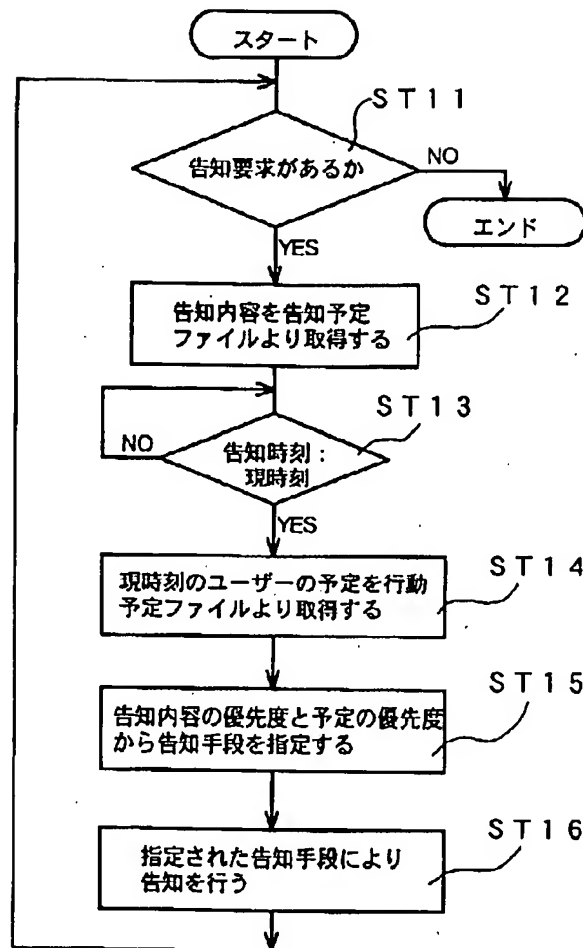 スタート
ST11
告知要求があるか
NO
エンド
YES
ST12
告知内容を告知予定
ファイルより取得する
ST13
NO
告知時刻：
現時刻
YES
ST14
現時刻のユーザーの予定を行動
予定ファイルより取得する
ST15
告知内容の優先度と予定の優先度
から告知手段を指定する
ST16
指定された告知手段により
告知を行う